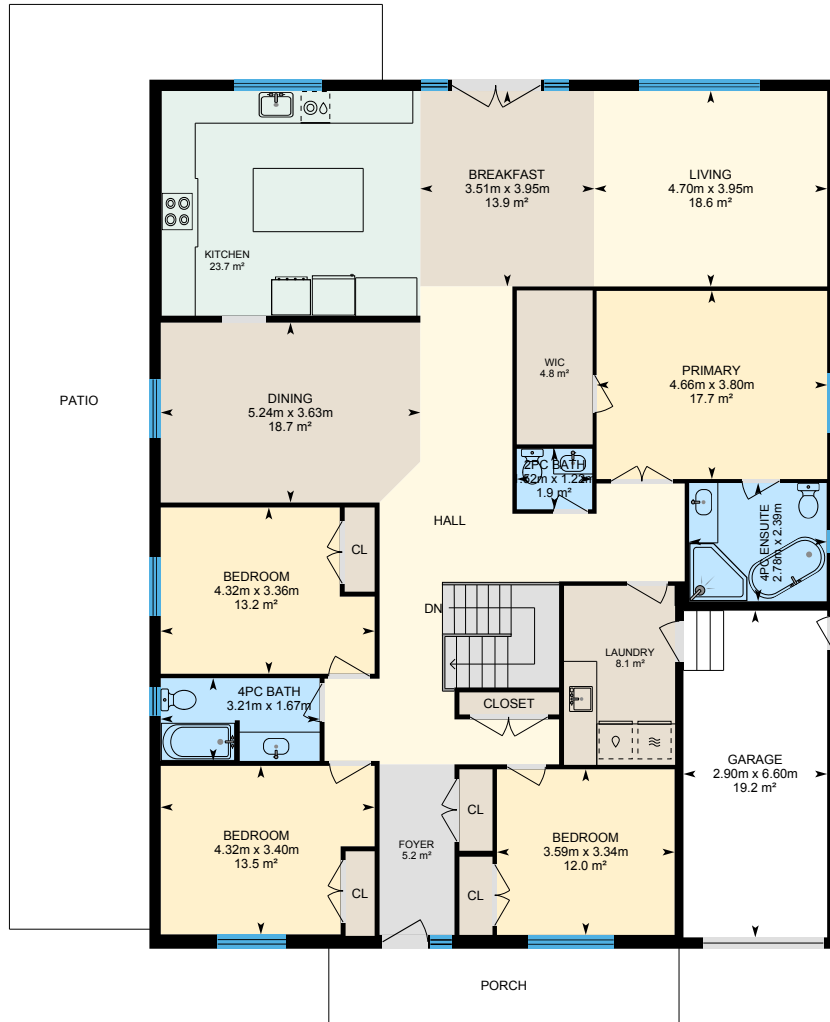 BREAKFAST
3.51m x 3.95m
13.9 m²
LIVING
4.70m x 3.95m
18.6 m²
KITCHEN
23.7 m²
WIC
4.8 m²
PRIMARY
4.66m x 3.80m
17.7 m²
PATIO
DINING
5.24m x 3.63m
18.7 m²
2PC BATH
1.52m x 1.22m
1.9 m²
HALL
4PC ENSUITE
2.78m x 2.39m
CL
BEDROOM
4.32m x 3.36m
13.2 m²
DN
LAUNDRY
8.1 m²
4PC BATH
3.21m x 1.67m
CLOSET
GARAGE
2.90m x 6.60m
19.2 m²
CL
BEDROOM
4.32m x 3.40m
13.5 m²
FOYER
5.2 m²
BEDROOM
3.59m x 3.34m
12.0 m²
CL
CL
PORCH